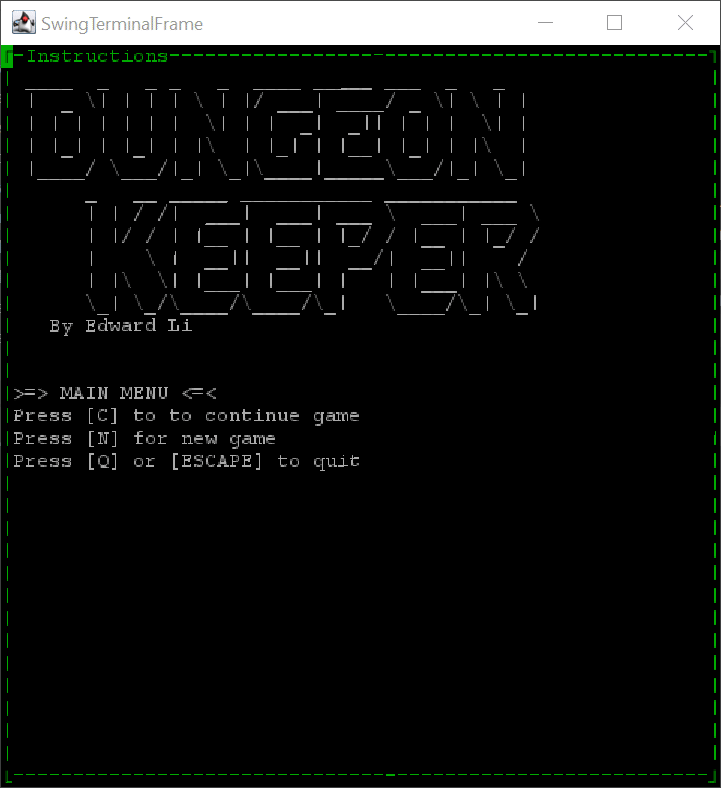 SwingTerminalFrame
Instructions
DUNGEON
KEEPER
By Edward Li
>=> MAIN MENU <=<
Press [C] to to continue game
Press [N] for new game
Press [Q] or [ESCAPE] to quit